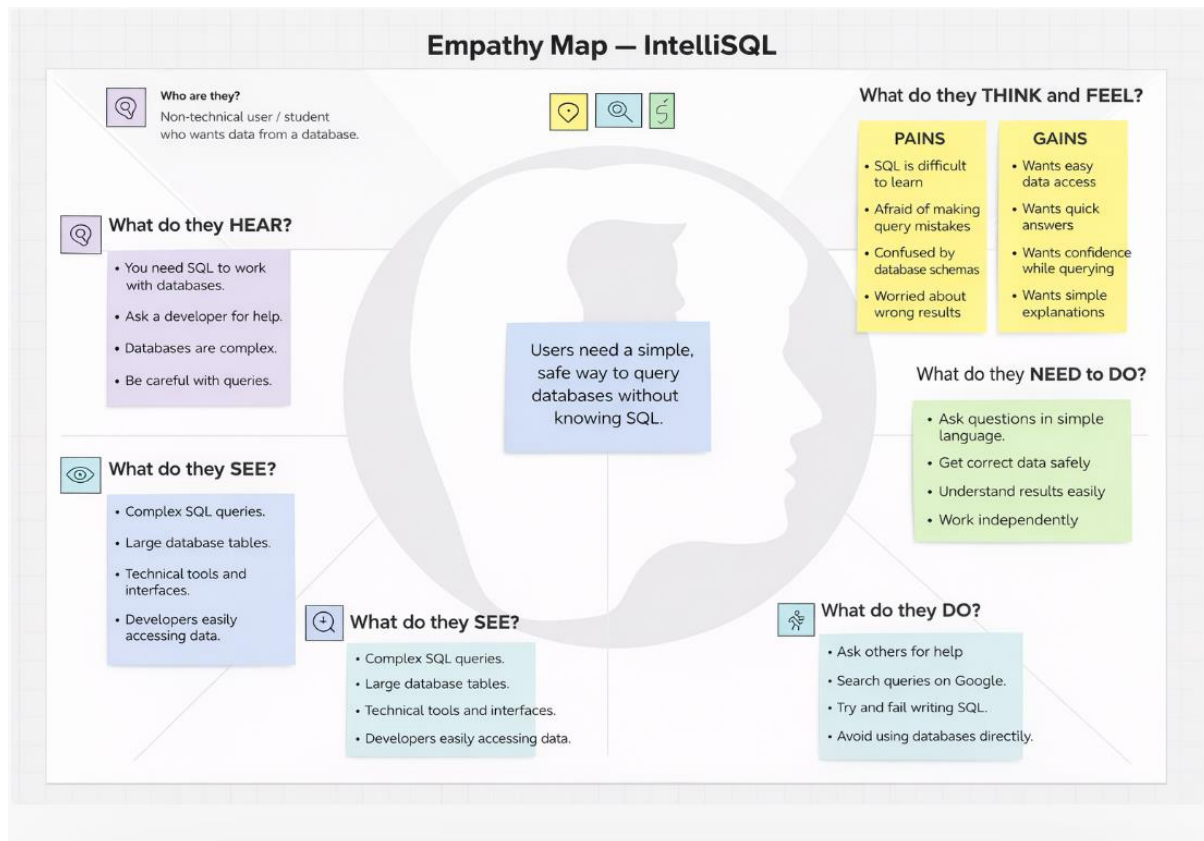 Empathy Map — IntelliSQL
Who are they?
Non-technical user / student
who wants data from a database.
What do they HEAR?
• You need SQL to work
with databases.
• Ask a developer for help.
• Databases are complex.
• Be careful with queries.
What do they SEE?
• Complex SQL queries.
• Large database tables.
• Technical tools and
interfaces.
• Developers easily
accessing data.
What do they SEE?
• Complex SQL queries.
• Large database tables.
• Technical tools and interfaces.
• Developers easily accessing data.
Users need a simple,
safe way to query
databases without
knowing SQL.
What do they THINK and FEEL?
PAINS
• SQL is difficult
to learn
• Afraid of making
query mistakes
• Confused by
database schemas
• Worried about
wrong results
GAINS
• Wants easy
data access
• Wants quick
answers
• Wants confidence
while querying
• Wants simple
explanations
What do they NEED to DO?
• Ask questions in simple
language.
• Get correct data safely
• Understand results easily
• Work independently
What do they DO?
• Ask others for help
• Search queries on Google.
• Try and fail writing SQL.
• Avoid using databases directily.